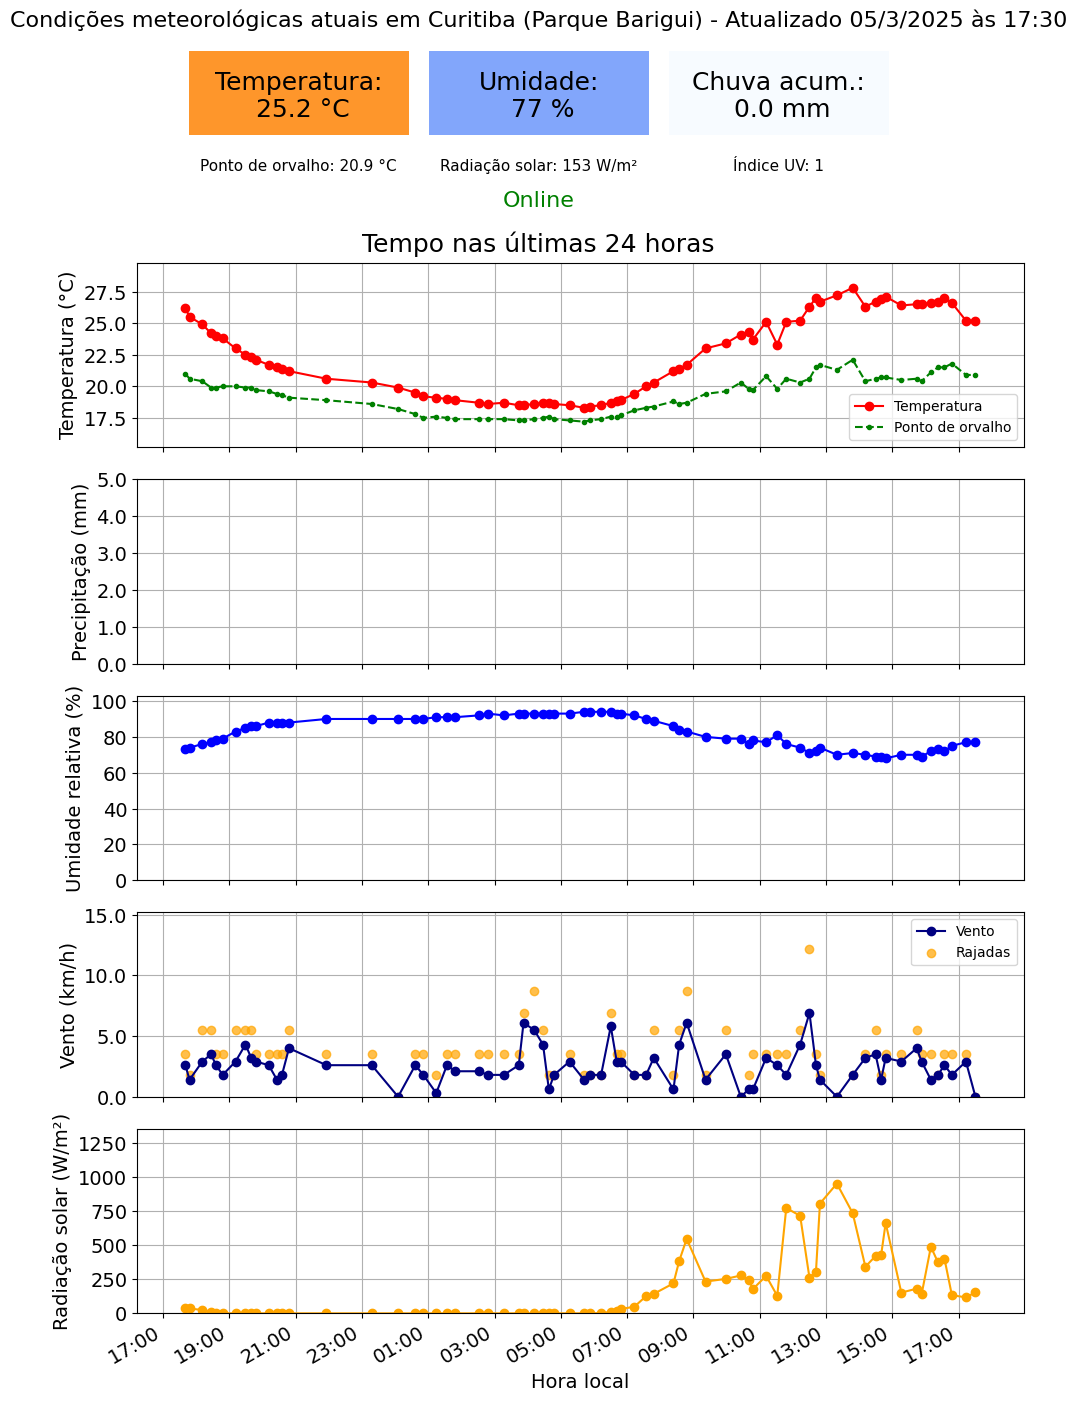 Condições meteorológicas atuais em Curitiba (Parque Barigui) - Atualizado 05/3/2025 às 17:30
Temperatura:
25.2 °C
Umidade:
77 %
Chuva acum.:
0.0 mm
Ponto de orvalho: 20.9 °C
Radiação solar: 153 W/m²
Índice UV: 1
Online
Tempo nas últimas 24 horas
Temperatura (°C)
27.5
25.0
22.5
20.0
17.5
Temperatura
Ponto de orvalho
Precipitação (mm)
5.0
4.0
3.0
2.0
1.0
0.0
Umidade relativa (%)
100
80
60
40
20
0
Vento (km/h)
15.0
10.0
5.0
0.0
Vento
Rajadas
Radiação solar (W/m²)
1250
1000
750
500
250
0
17:00
19:00
21:00
23:00
01:00
03:00
05:00
07:00
09:00
11:00
13:00
15:00
17:00
Hora local